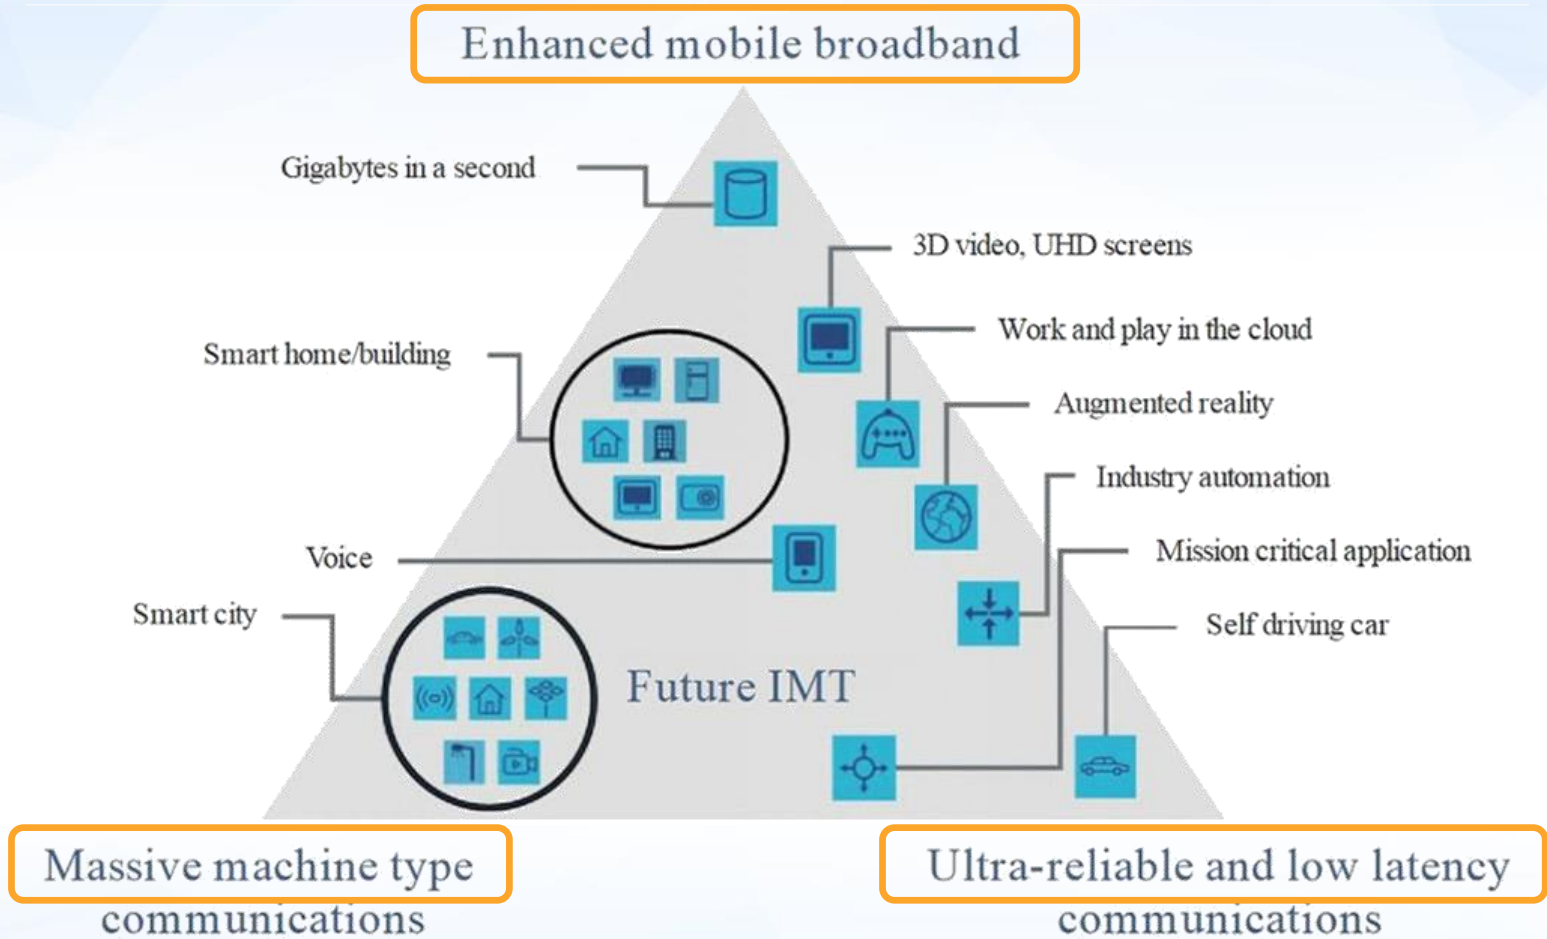 Enhanced mobile broadband
Gigabytes in a second
3D video, UHD screens
Work and play in the cloud
Smart home/building
Augmented reality
Industry automation
Mission critical application
Voice
Smart city
Self driving car
Future IMT
Massive machine type
communications
Ultra-reliable and low latency
communications